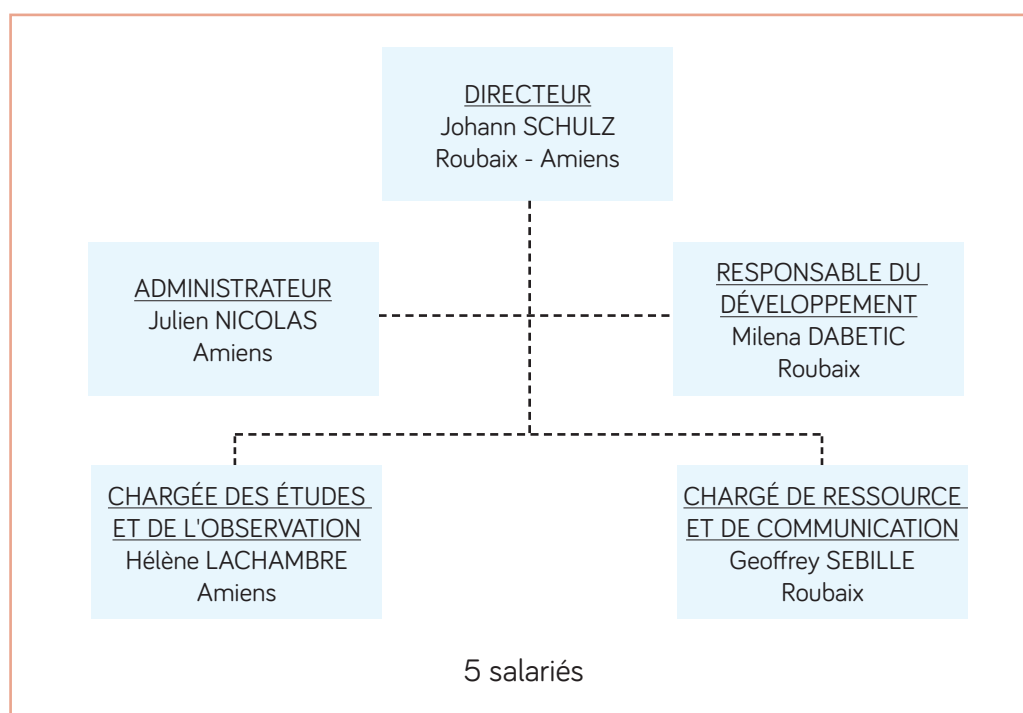 DIRECTEUR
Johann SCHULZ
Roubaix - Amiens
ADMINISTRATEUR
Julien NICOLAS
Amiens
RESPONSABLE DU
DÉVELOPPEMENT
Milena DABETIC
Roubaix
CHARGÉE DES ÉTUDES
ET DE L'OBSERVATION
Hélène LACHAMBRE
Amiens
CHARGÉ DE RESSOURCE
ET DE COMMUNICATION
Geoffrey SEBILLE
Roubaix
5 salariés